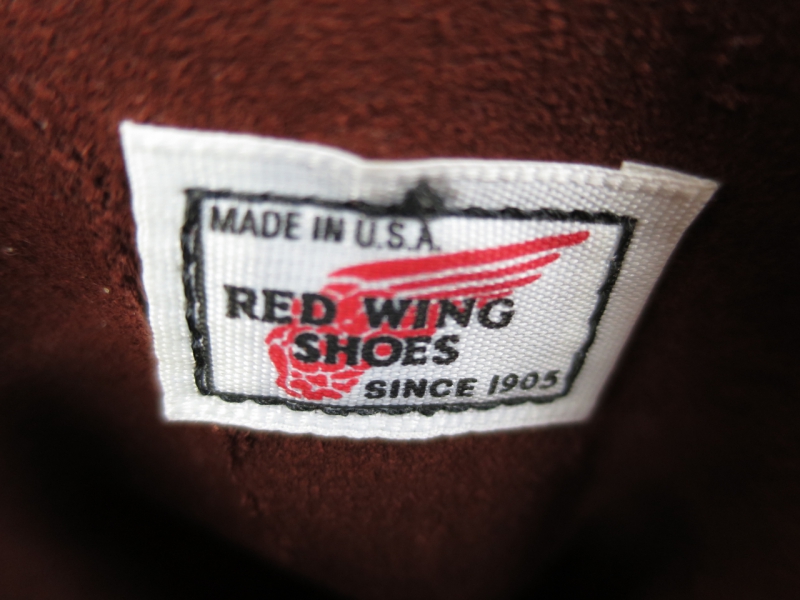 MADE IN U.S.A.
RED WING
SHOES
SINCE 1905